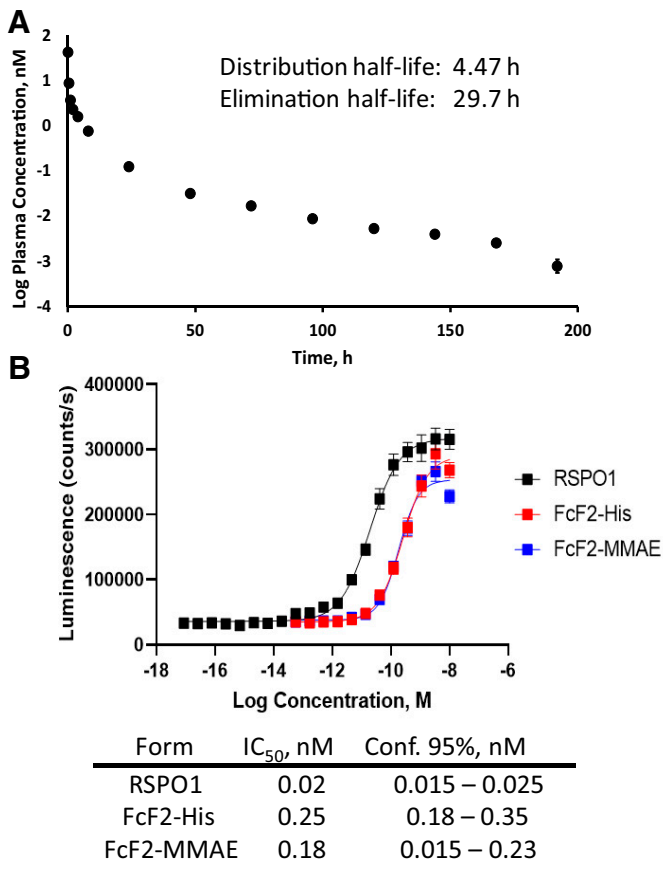 A
Log Plasma Concentration, nM
2
1
0
-1
-2
-3
-4
Distribution half-life: 4.47 h
Elimination half-life: 29.7 h
0 50 100 150 200
Time, h
B
Luminescence (counts/s)
400000
300000
200000
100000
0
RSPO1
FcF2-His
FcF2-MMAE
-18 -16 -14 -12 -10 -8 -6
Log Concentration, M
Form IC50, nM Conf. 95%, nM
RSPO1 0.02 0.015 – 0.025
FcF2-His 0.25 0.18 – 0.35
FcF2-MMAE 0.18 0.015 – 0.23